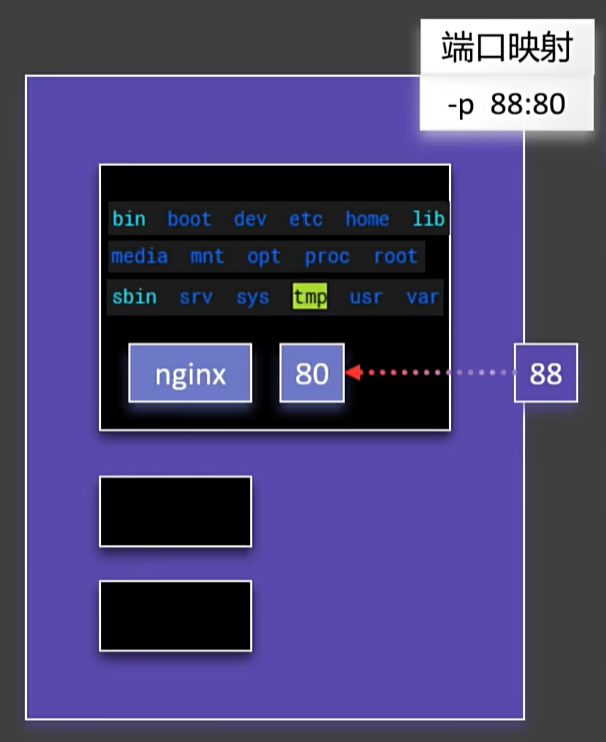 端口映射
-p 88:80
bin boot dev etc home lib
media mnt opt proc root
sbin srv sys tmp usr var
nginx 80 88